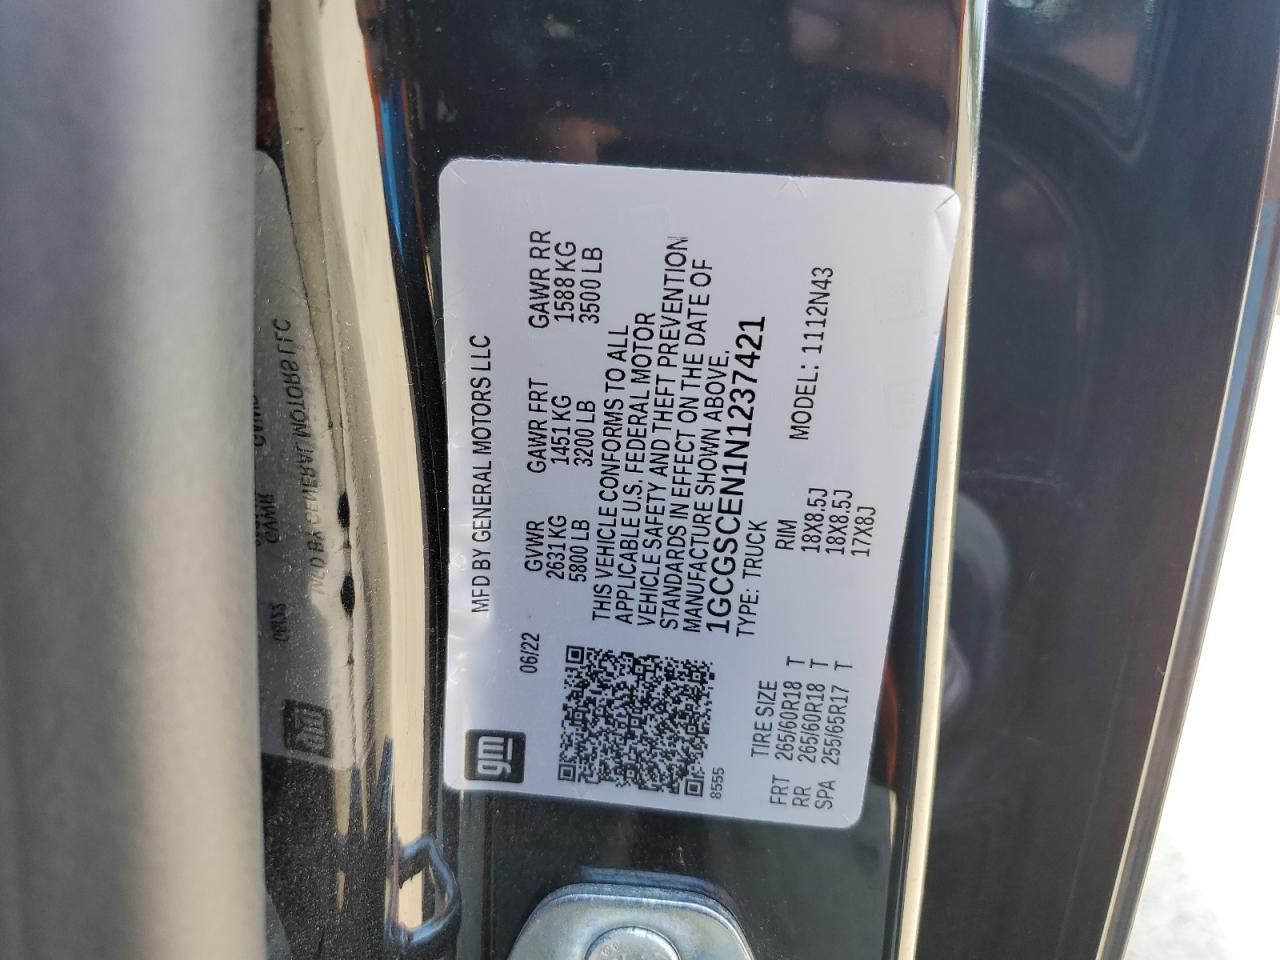 gm
MFD BY GENERAL MOTORS LLC
06/22
GVWR GAWR FRT GAWR RR
2631 KG 1451 KG 1588 KG
5800 LB 3200 LB 3500 LB
THIS VEHICLE CONFORMS TO ALL
APPLICABLE U.S. FEDERAL MOTOR
VEHICLE SAFETY AND THEFT PREVENTION
STANDARDS IN EFFECT ON THE DATE OF
MANUFACTURE SHOWN ABOVE.
1GCGSCEN1N1237421
TYPE: TRUCK
8555
MODEL: 1112N43
TIRE SIZE RIM
FRT 265/60R18 T 18X8.5J
RR 265/60R18 T 18X8.5J
SPA 255/65R17 T 17X8J